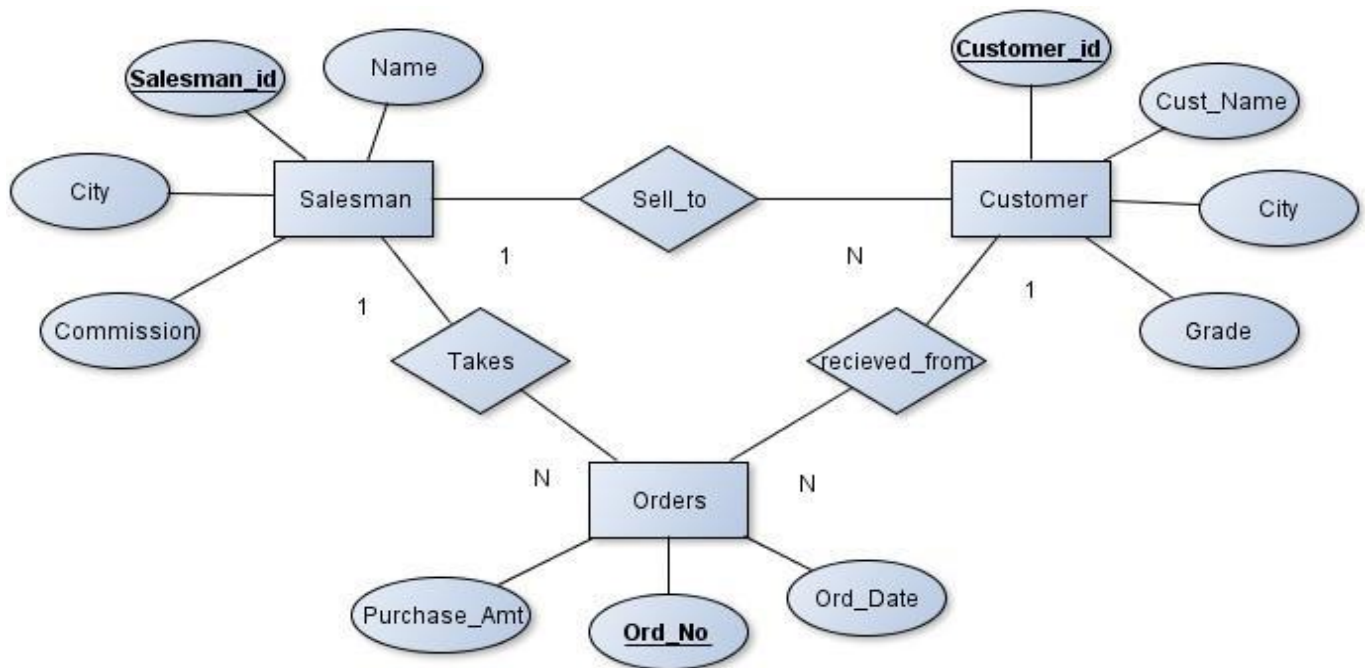 Customer_id
Name
Salesman_id
Cust_Name
City
Salesman
Sell_to
Customer
City
1
N
1
1
Commission
Grade
Takes
recieved_from
N
N
Orders
Ord_Date
Purchase_Amt
Ord_No